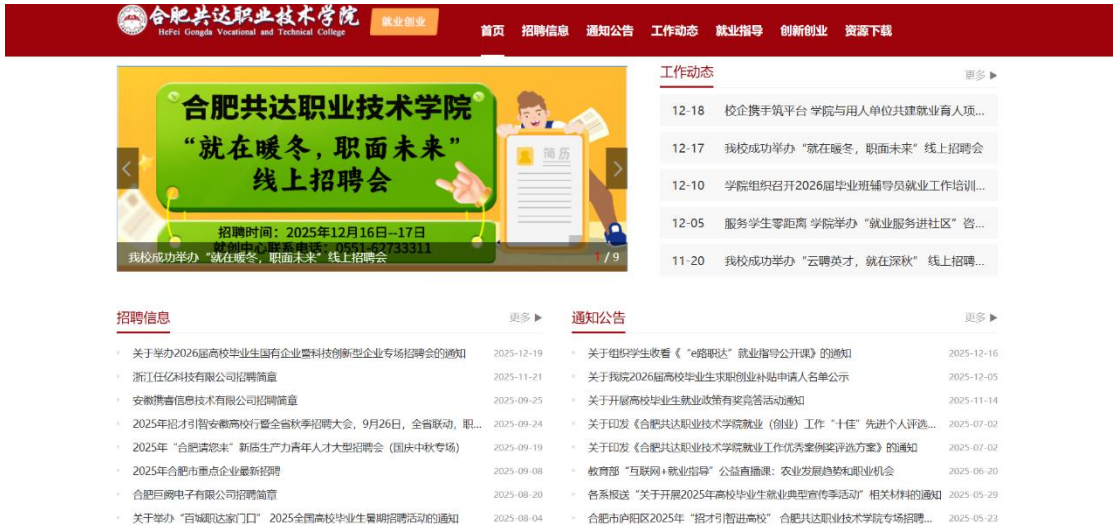 合肥共达职业技术学院
HeFei Gongda Vocational and Technical College
就业创业
首页 招聘信息 通知公告 工作动态 就业指导 创新创业 资源下载
合肥共达职业技术学院
“就在暖冬，职面未来”
线上招聘会
简历
招聘时间：2025年12月16日--17日
就创中心联系电话：0551-62733311
我校成功举办“就在暖冬，职面未来”线上招聘会
1 / 9
工作动态 更多 ▶
12-18 校企携手筑平台 学院与用人单位共建就业育人项...
12-17 我校成功举办“就在暖冬，职面未来”线上招聘会
12-10 学院组织召开2026届毕业班辅导员就业工作培训...
12-05 服务学生零距离 学院举办“就业服务进社区”咨...
11-20 我校成功举办“云聘英才，就在深秋” 线上招聘...
招聘信息 更多 ▶
关于举办2026届高校毕业生国有企业暨科技创新型企业专场招聘会的通知 2025-12-19
浙江任亿科技有限公司招聘简章 2025-11-21
安徽携睿信息技术有限公司招聘简章 2025-09-25
2025年招才引智安徽高校行暨全省秋季招聘大会，9月26日，全省联动，职... 2025-09-24
2025年“合肥请您来”新质生产力青年人才大型招聘会（国庆中秋专场） 2025-09-19
2025年合肥市重点企业最新招聘 2025-09-08
合肥巨阙电子有限公司招聘简章 2025-08-20
关于举办“百城职达家门口” 2025全国高校毕业生暑期招聘活动的通知 2025-08-04
通知公告 更多 ▶
关于组织学生收看《“e路职达”就业指导公开课》的通知 2025-12-16
关于我院2026届高校毕业生求职创业补贴申请人名单公示 2025-12-05
关于开展高校毕业生就业政策有奖竞答活动通知 2025-11-14
关于印发《合肥共达职业技术学院就业（创业）工作“十佳”先进个人评选... 2025-07-02
关于印发《合肥共达职业技术学院就业工作优秀案例奖评选方案》的通知 2025-07-02
教育部“互联网+就业指导”公益直播课：农业发展趋势和职业机会 2025-06-20
各系报送“关于开展2025年高校毕业生就业典型宣传季活动”相关材料的通知 2025-05-29
合肥市庐阳区2025年“招才引智进高校” 合肥共达职业技术学院专场招聘... 2025-05-23